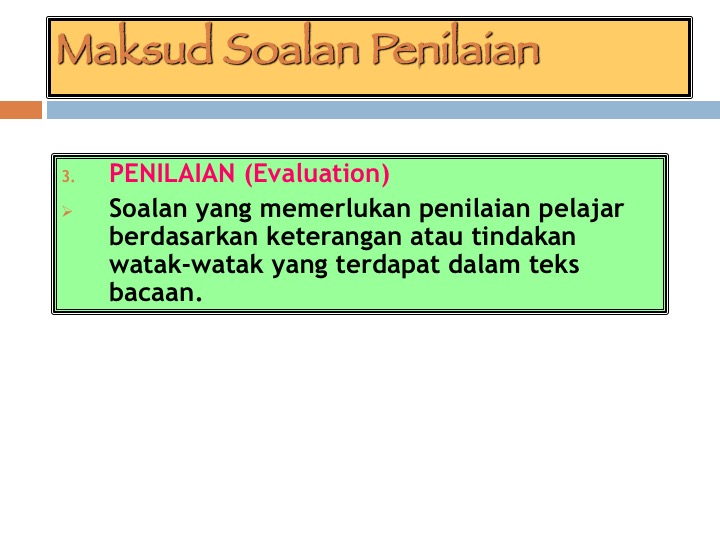 Maksud Soalan Penilaian
3. PENILAIAN (Evaluation)
➢ Soalan yang memerlukan penilaian pelajar
berdasarkan keterangan atau tindakan
watak-watak yang terdapat dalam teks
bacaan.